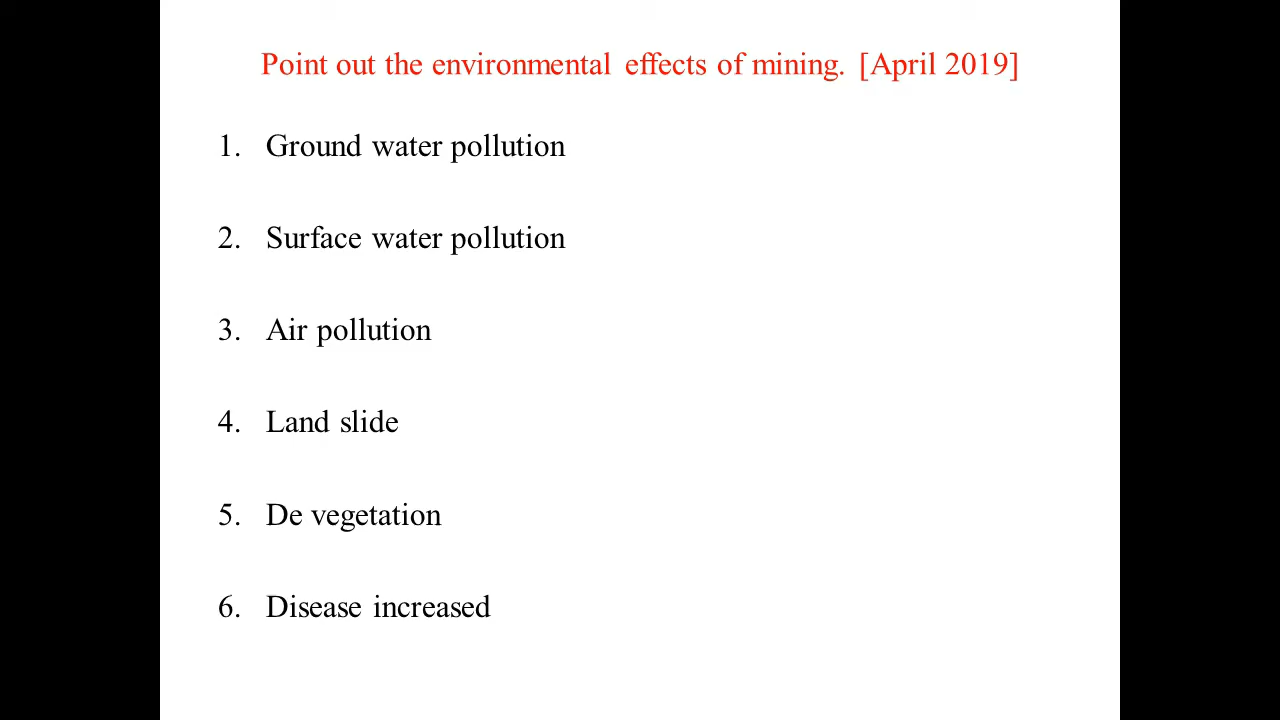 Point out the environmental effects of mining. [April 2019]
1. Ground water pollution
2. Surface water pollution
3. Air pollution
4. Land slide
5. De vegetation
6. Disease increased